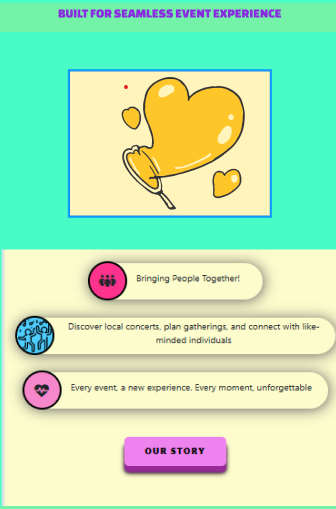 BUILT FOR SEAMLESS EVENT EXPERIENCE
Bringing People Together!
Discover local concerts, plan gatherings, and connect with like-
minded individuals
Every event, a new experience. Every moment, unforgettable
OUR STORY